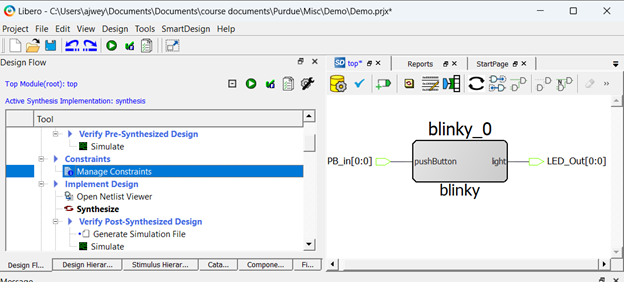 Libero - C:\Users\ajwey\Documents\Documents\course documents\Purdue\Misc\Demo\Demo.prjx*
Project File Edit View Design Tools SmartDesign Help
Design Flow
Top Module(root): top
Active Synthesis Implementation: synthesis
Tool
Verify Pre-Synthesized Design
Simulate
Constraints
Manage Constraints
Implement Design
Open Netlist Viewer
Synthesize
Verify Post-Synthesized Design
Generate Simulation File
Simulate
Design Fl...
Design Hierar...
Stimulus Hierar...
Cata...
Compone...
Fi...
SD top*
Reports
StartPage
blinky_0
PB_in[0:0]
pushButton light
LED_Out[0:0]
blinky
Message